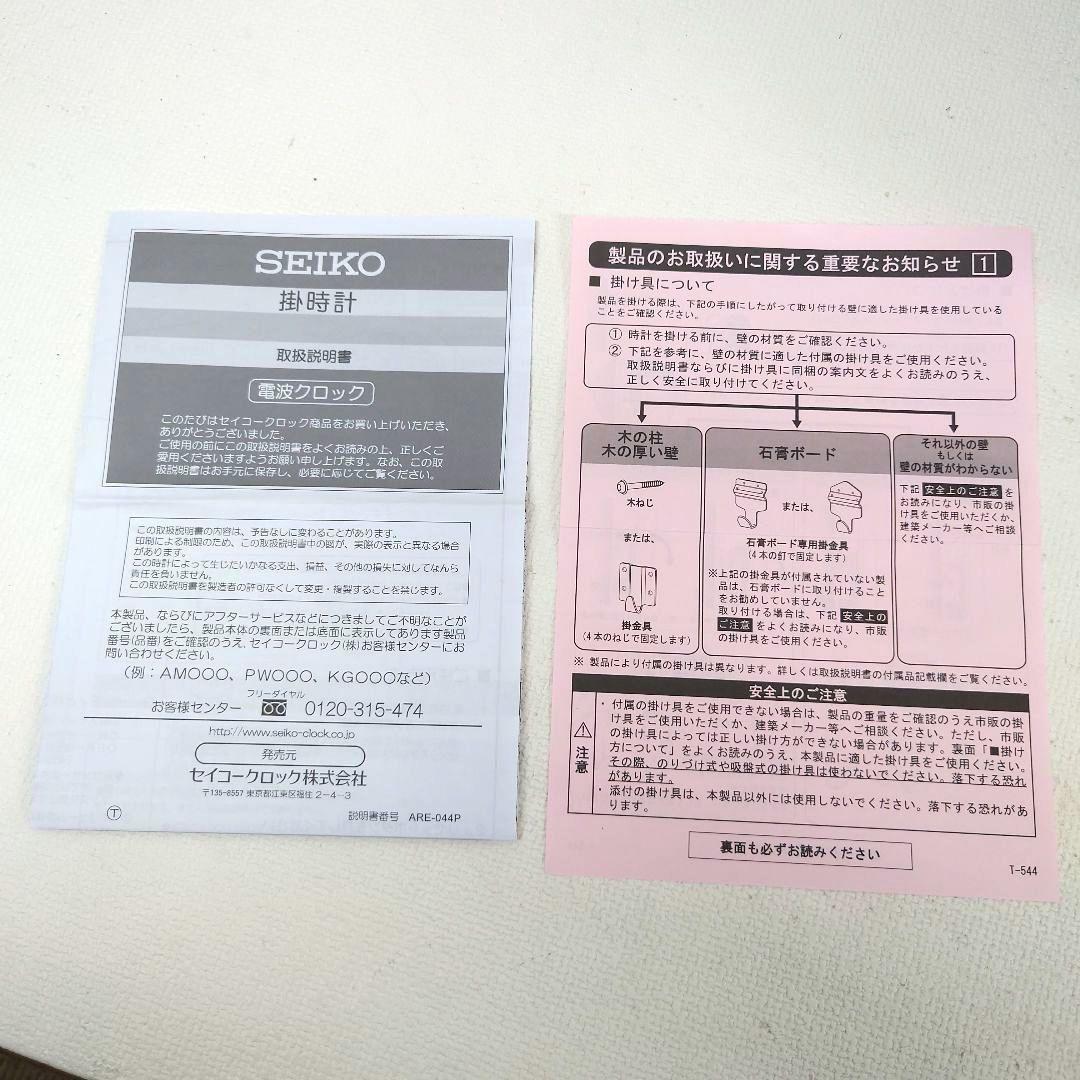 SEIKO
掛時計
取扱説明書
電波クロック
このたびはセイコークロック商品をお買い上げいただき、
ありがとうございました。
ご使用の前にこの取扱説明書をよくお読みの上、正しくご
愛用くださいますようお願い申し上げます。なお、この取
扱説明書はお手元に保存し、必要に応じてご覧ください。
この取扱説明書の内容は、予告なしに変わることがあります。
印刷による制限のため、この取扱説明書中の図が、実際の表示と異なる場合
があります。
この時計によって生じたいかなる支出、損益、その他の損失に対してなんら
責任を負いません。
この取扱説明書を製造者の許可なくして変更・複製することを禁じます。
本製品、ならびにアフターサービスなどにつきましてご不明なことが
ございましたら、製品本体の裏面または底面に表示してあります製品
番号(品番)をご確認のうえ、セイコークロック(株)お客様センターにお
問い合わせください。
(例:AM○○○、PW○○○、KG○○○など)
フリーダイヤル
お客様センター 0120-315-474
http://www.seiko-clock.co.jp
発売元
セイコークロック株式会社
〒135-8557 東京都江東区福住2-4-3
Ⓣ 説明書番号 ARE-044P
製品のお取扱いに関する重要なお知らせ 1
■ 掛け具について
製品を掛ける際は、下記の手順にしたがって取り付ける壁に適した掛け具を使用している
ことをご確認ください。
① 時計を掛ける前に、壁の材質をご確認ください。
② 下記を参考に、壁の材質に適した付属の掛け具をご使用ください。
取扱説明書ならびに掛け具に同梱の案内文をよくお読みのうえ、
正しく安全に取り付けてください。
木の柱
木の厚い壁
木ねじ
または、
掛金具
(4本のねじで固定します)
石膏ボード
または、
石膏ボード専用掛金具
(4本の釘で固定します)
※上記の掛金具が付属されていない製
品は、石膏ボードに取り付けること
をお勧めしていません。
取り付ける場合は、下記 安全上の
ご注意 をよくお読みになり、市販
の掛け具をご使用ください。
それ以外の壁
もしくは
壁の材質がわからない
下記 安全上のご注意 を
お読みになり、市販の掛
け具をご使用いただくか、
建築メーカー等へご相談
ください。
※ 製品により付属の掛け具は異なります。詳しくは取扱説明書の付属品記載欄をご覧ください。
安全上のご注意
注意
・付属の掛け具をご使用できない場合は、製品の重量をご確認のうえ市販の掛
け具をご使用いただくか、建築メーカー等へご相談ください。ただし、市販
の掛け具によっては正しい掛け方ができない場合があります。裏面「■掛け
方について」をよくお読みのうえ、本製品に適した掛け具をご使用ください。
その際、のりづけ式や吸盤式の掛け具は使わないでください。落下する恐れ
があります。
・添付の掛け具は、本製品以外には使用しないでください。落下する恐れがあ
ります。
裏面も必ずお読みください
T-544